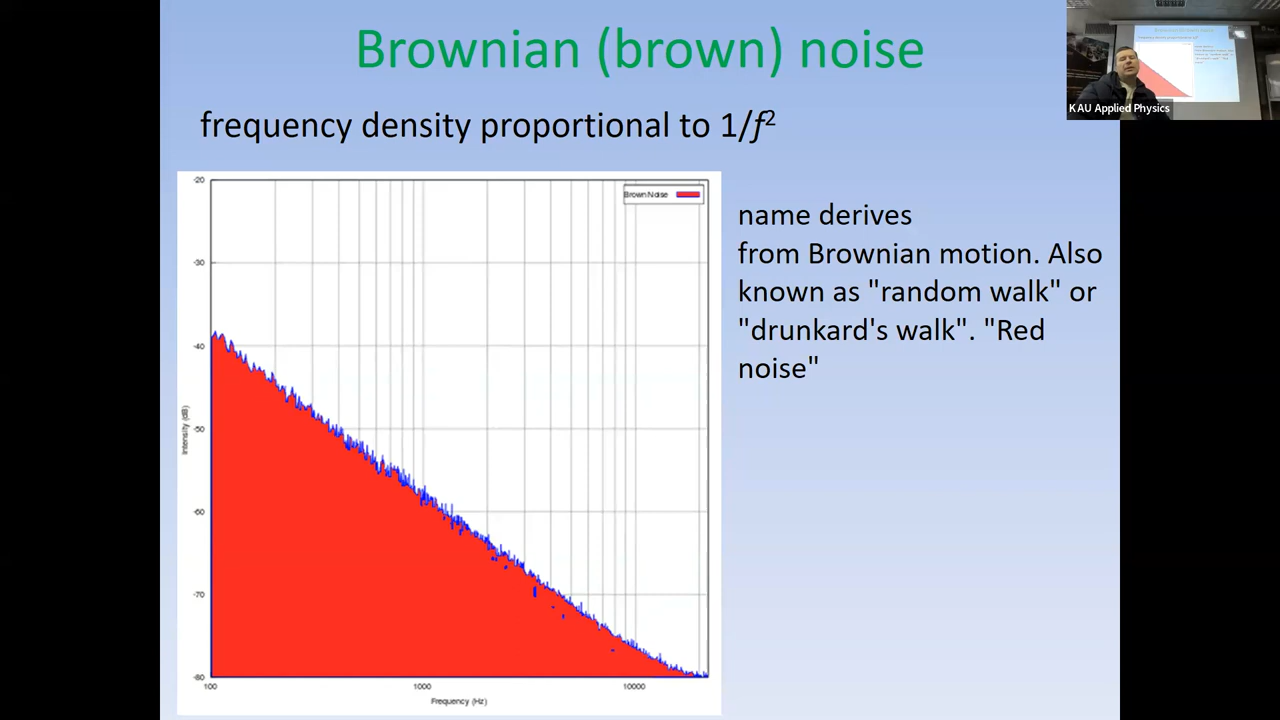 Brownian (brown) noise
KAU Applied Physics
frequency density proportional to 1/f²
name derives
from Brownian motion. Also
known as "random walk" or
"drunkard's walk". "Red
noise"
Brown Noise
-20
-30
-40
-50
-60
-70
-80
Intensity (dB)
100
1000
10000
Frequency (Hz)